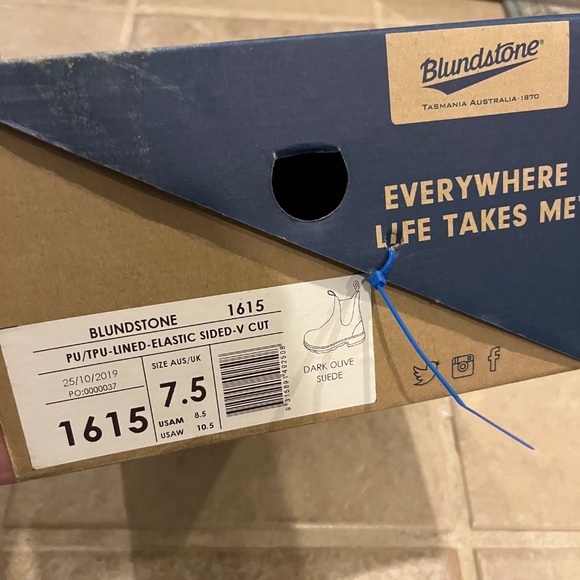 Blundstone®
TASMANIA AUSTRALIA·1870
EVERYWHERE
LIFE TAKES ME
BLUNDSTONE 1615
PU/TPU-LINED-ELASTIC SIDED-V CUT
25/10/2019
PO:0000037
1615
SIZE AUS/UK
7.5
USAM 8.5
USAW 10.5
9315891492508
DARK OLIVE
SUEDE
f